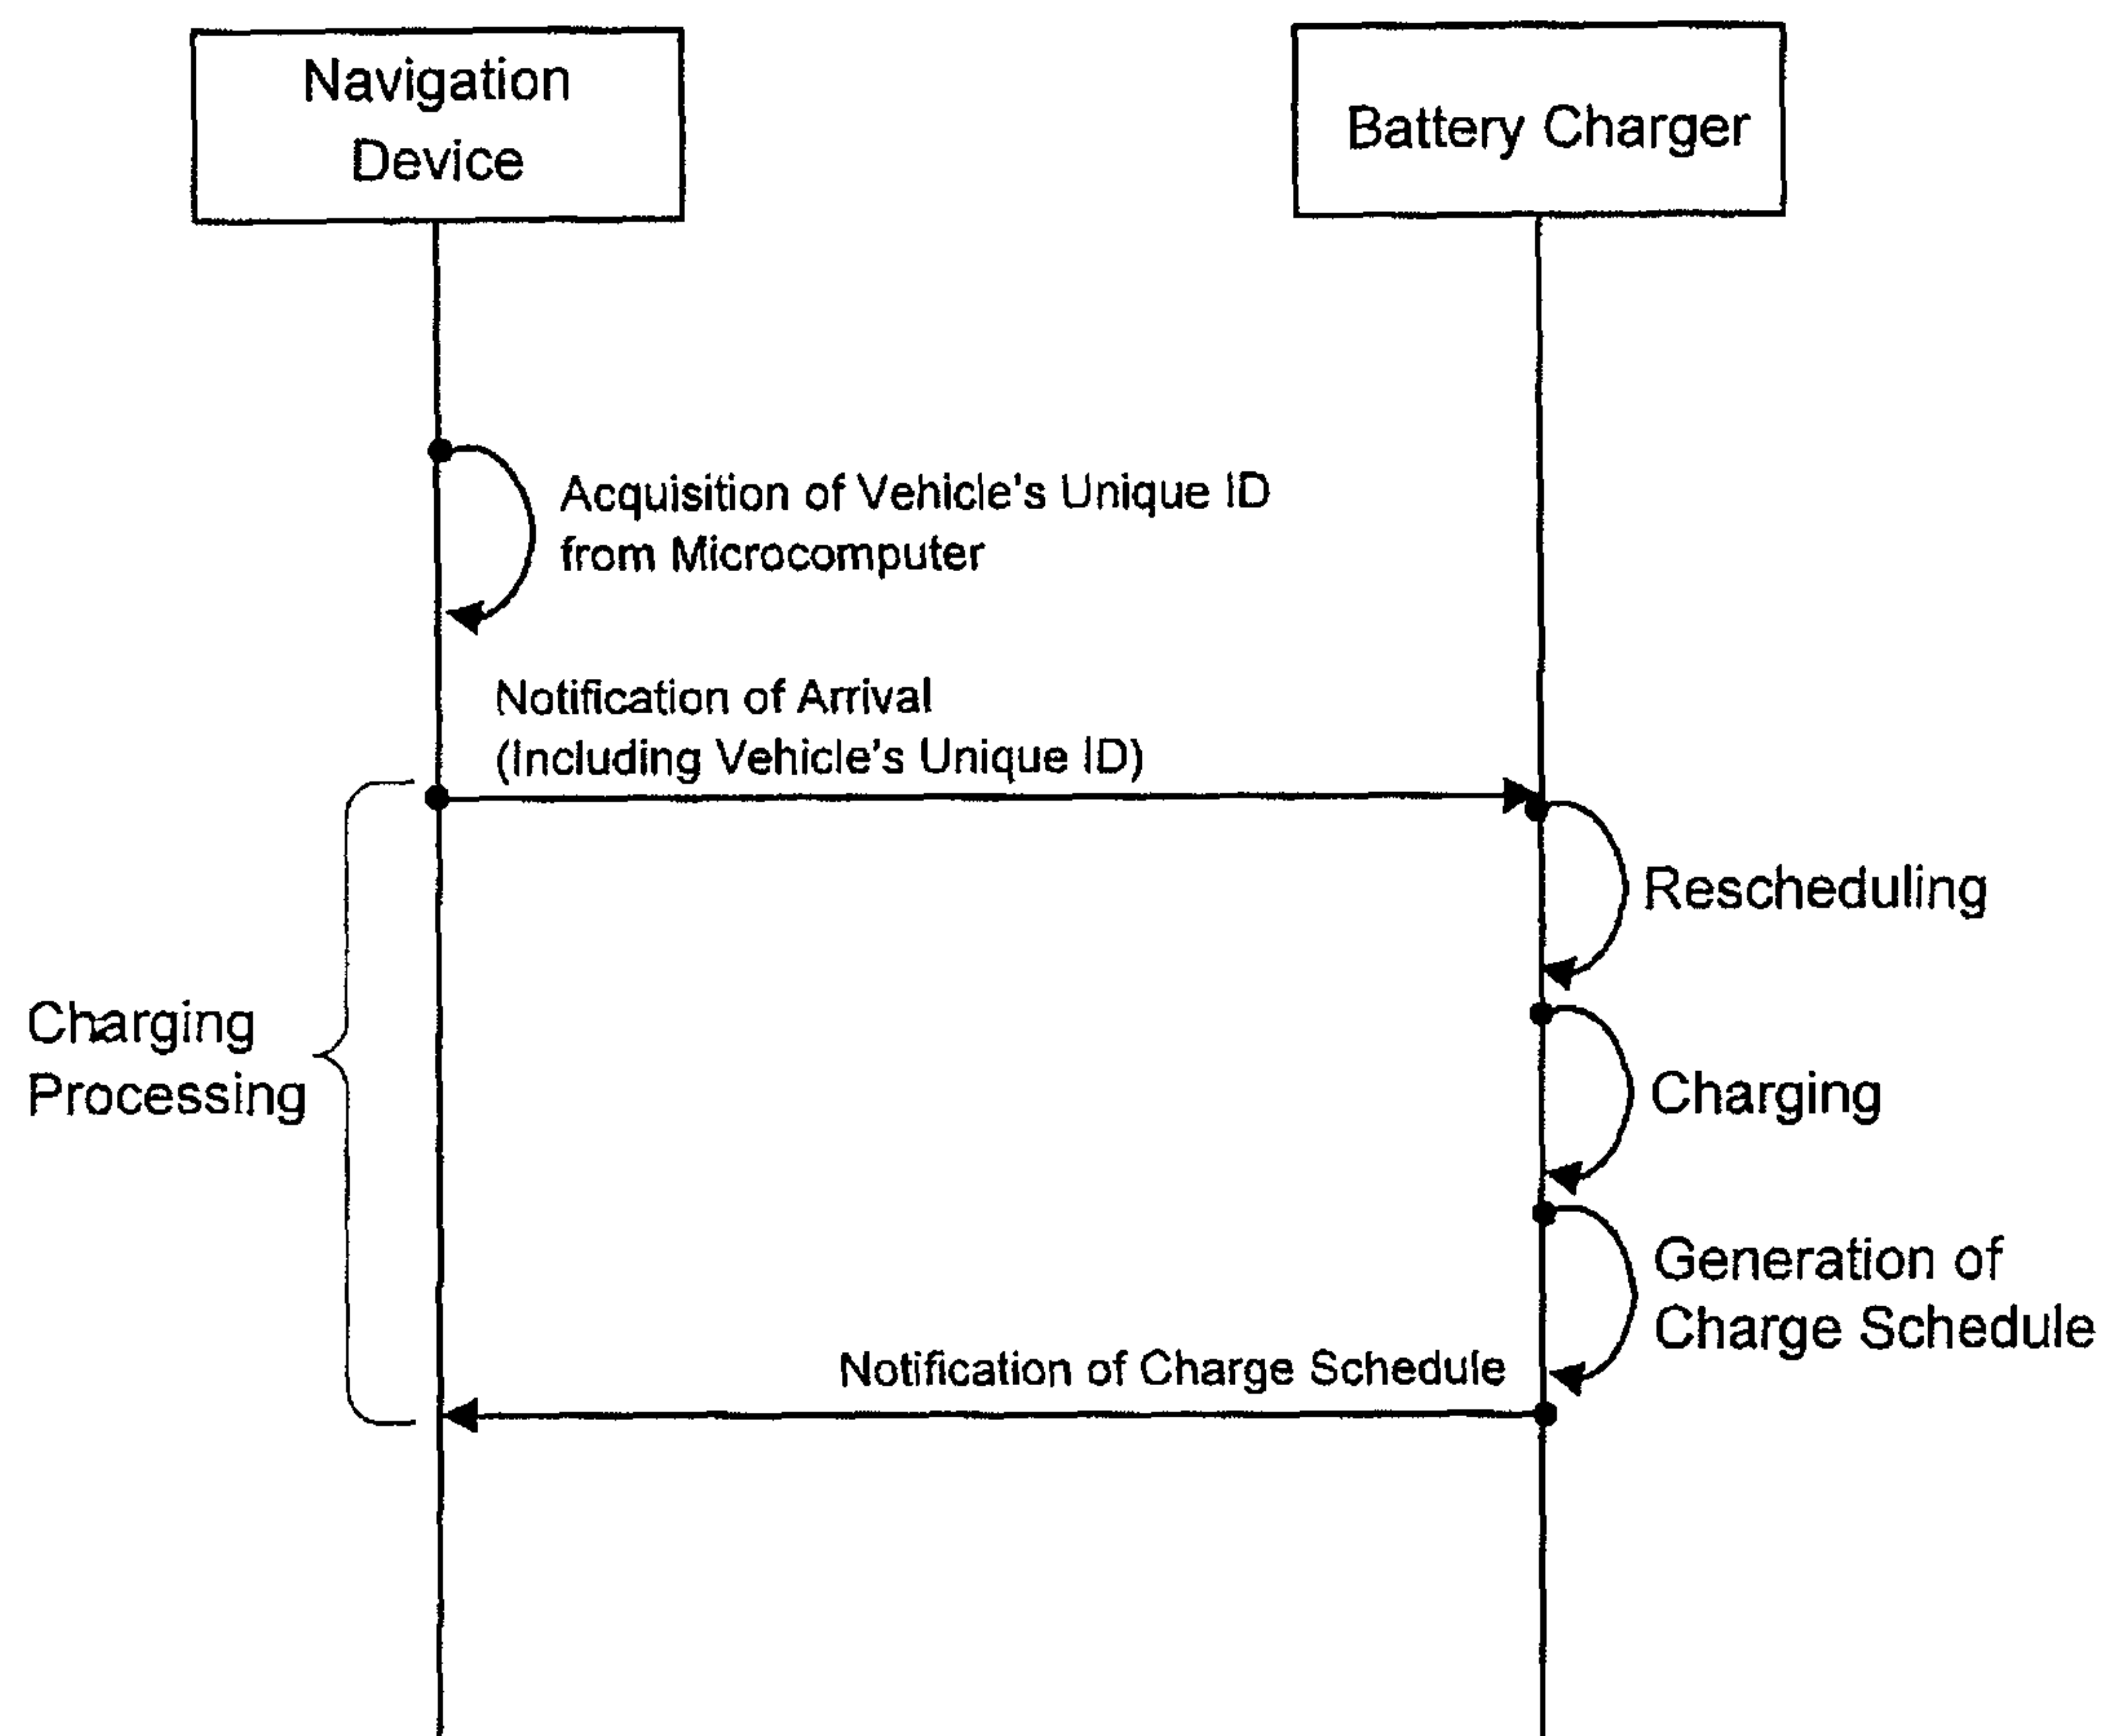 Navigation
Device
Battery Charger
Acquisition of Vehicle's Unique ID
from Microcomputer
Notification of Arrival
(Including Vehicle's Unique ID)
Rescheduling
Charging
Processing
Charging
Generation of
Charge Schedule
Notification of Charge Schedule